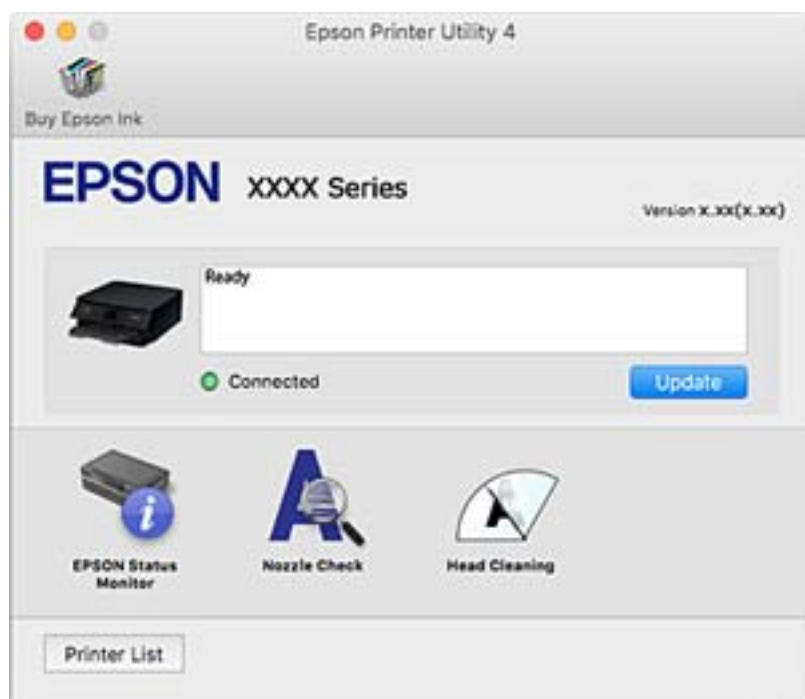 Epson Printer Utility 4
Buy Epson Ink
EPSON XXXX Series
Version X.XX(X.XX)
Ready
Connected
Update
EPSON Status
Monitor
Nozzle Check
Head Cleaning
Printer List